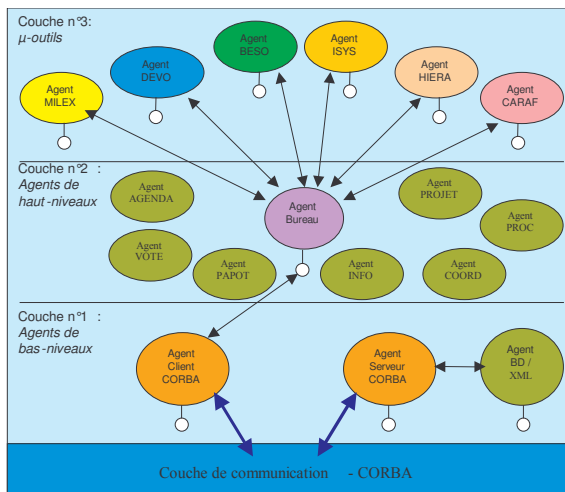 Couche n°3:
μ-outils
Agent
MILEX
Agent
DEVO
Agent
BESO
Agent
ISYS
Agent
HIERA
Agent
CARAF
Couche n°2 :
Agents de
haut-niveaux
Agent
AGENDA
Agent
VOTE
Agent
PAPOT
Agent
Bureau
Agent
INFO
Agent
PROJET
Agent
COORD
Agent
PROC
Couche n°1 :
Agents de
bas-niveaux
Agent
Client
CORBA
Agent
Serveur
CORBA
Agent
BD /
XML
Couche de communication - CORBA